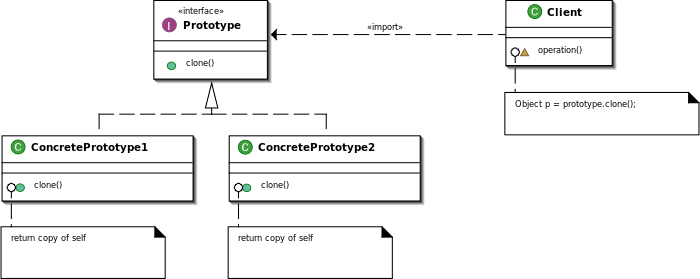 «interface»
I Prototype
clone()
«import»
C Client
operation()
Object p = prototype.clone();
C ConcretePrototype1
clone()
return copy of self
C ConcretePrototype2
clone()
return copy of self